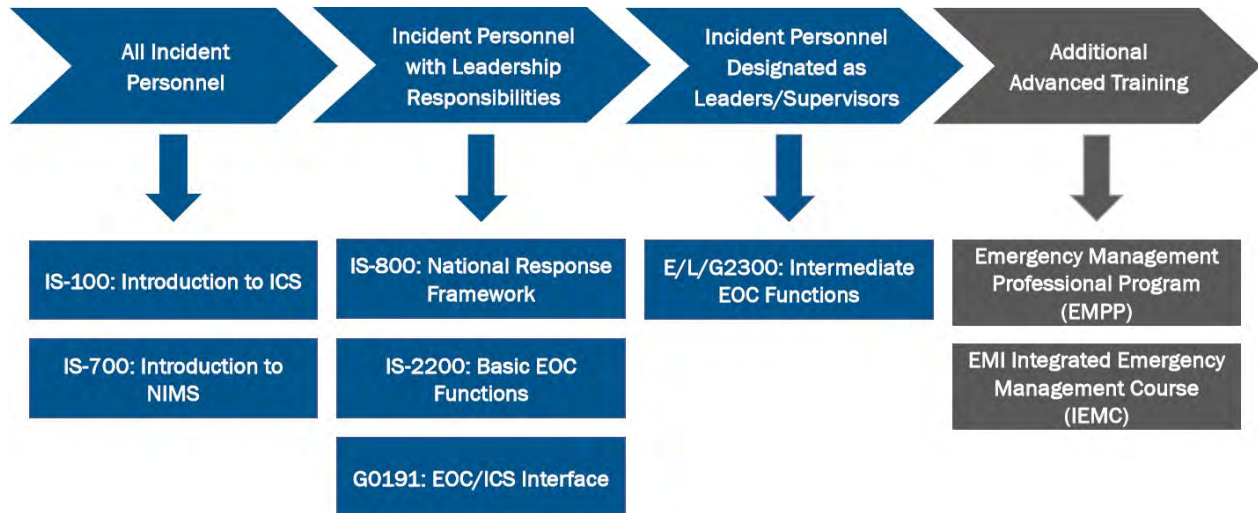 All Incident
Personnel
Incident Personnel
with Leadership
Responsibilities
Incident Personnel
Designated as
Leaders/Supervisors
Additional
Advanced Training
IS-100: Introduction to ICS
IS-700: Introduction to
NIMS
IS-800: National Response
Framework
IS-2200: Basic EOC
Functions
G0191: EOC/ICS Interface
E/L/G2300: Intermediate
EOC Functions
Emergency Management
Professional Program
(EMPP)
EMI Integrated Emergency
Management Course
(IEMC)